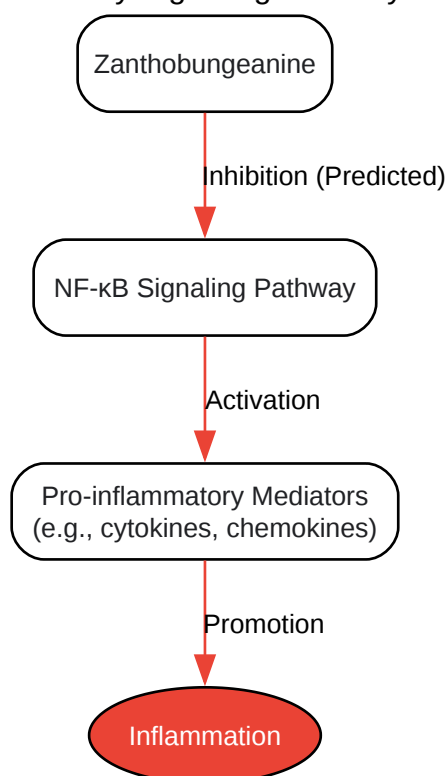 Zanthobungeanine
Inhibition (Predicted)
NF-κB Signaling Pathway
Activation
Pro-inflammatory Mediators
(e.g., cytokines, chemokines)
Promotion
Inflammation